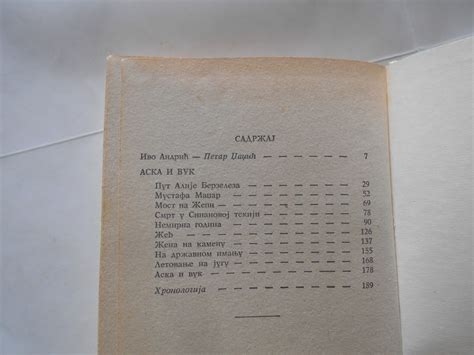 САДРЖАЈ
Иво Андрић — Петар Џаџић — — — — — — 7
АСКА И ВУК
Пут Алије Ђерзелеза — — — — — — 29
Мустафа Маџар — — — — — — — 52
Мост на Жепи — — — — — — — 69
Смрт у Синановој текији — — — — — 78
Немирна година — — — — — — — 90
Жеђ — — — — — — — — — — 126
Жена на камену — — — — — — — 137
На државном имању — — — — — — 155
Летовање на југу — — — — — — — 168
Аска и вук — — — — — — — — 178
Хронологија — — — — — — — — 189